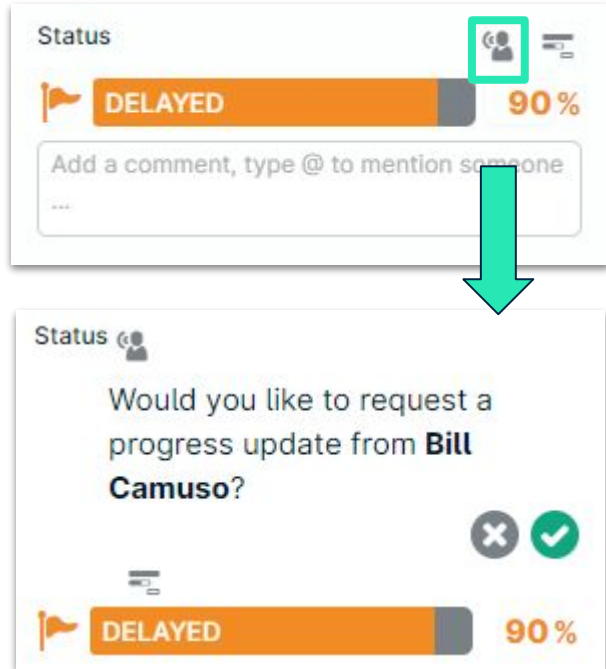 Status
DELAYED 90%
Add a comment, type @ to mention someone
...
Status
Would you like to request a
progress update from Bill
Camuso?
DELAYED 90%